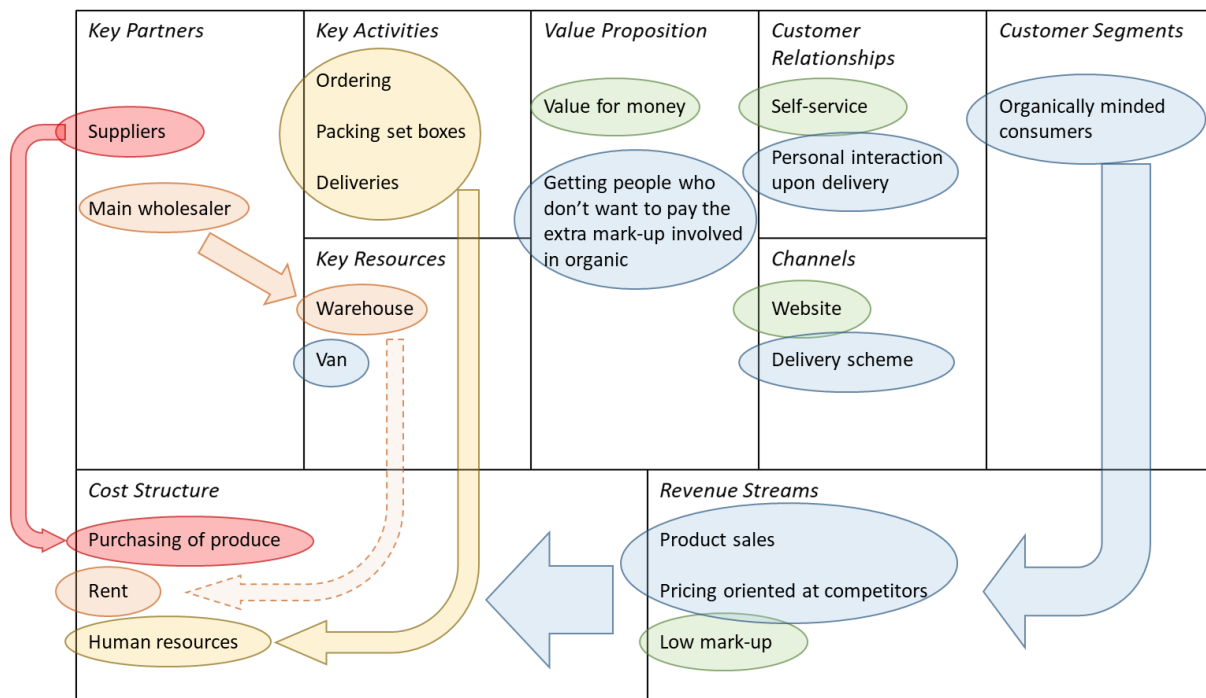 Key Partners
Suppliers
Main wholesaler
Key Activities
Ordering
Packing set boxes
Deliveries
Key Resources
Warehouse
Van
Value Proposition
Value for money
Getting people who
don’t want to pay the
extra mark-up involved
in organic
Customer
Relationships
Self-service
Personal interaction
upon delivery
Channels
Website
Delivery scheme
Customer Segments
Organically minded
consumers
Cost Structure
Purchasing of produce
Rent
Human resources
Revenue Streams
Product sales
Pricing oriented at competitors
Low mark-up